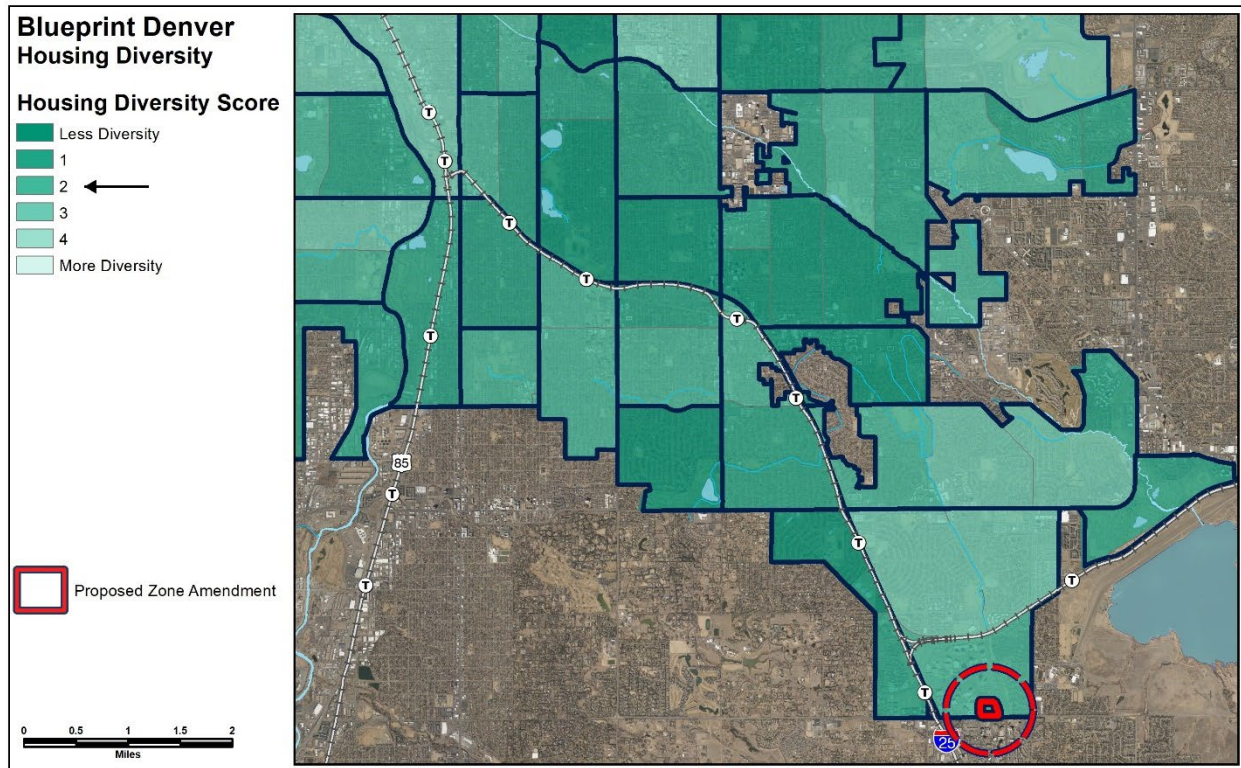 Blueprint Denver
Housing Diversity
Housing Diversity Score
Less Diversity
1
2
3
4
More Diversity
Proposed Zone Amendment
0 0.5 1 1.5 2
Miles
T
T
T
T
T
T
T
85
T
T
T
T
T
T
25